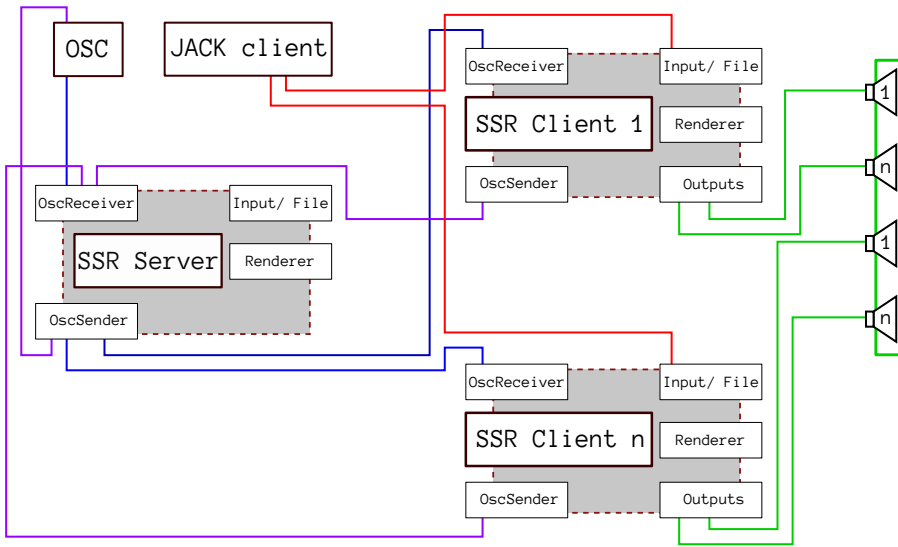 OSC
JACK client
OscReceiver
Input/ File
SSR Client 1
Renderer
OscSender
Outputs
1
n
1
n
OscReceiver
Input/ File
SSR Server
Renderer
OscSender
OscReceiver
Input/ File
SSR Client n
Renderer
OscSender
Outputs